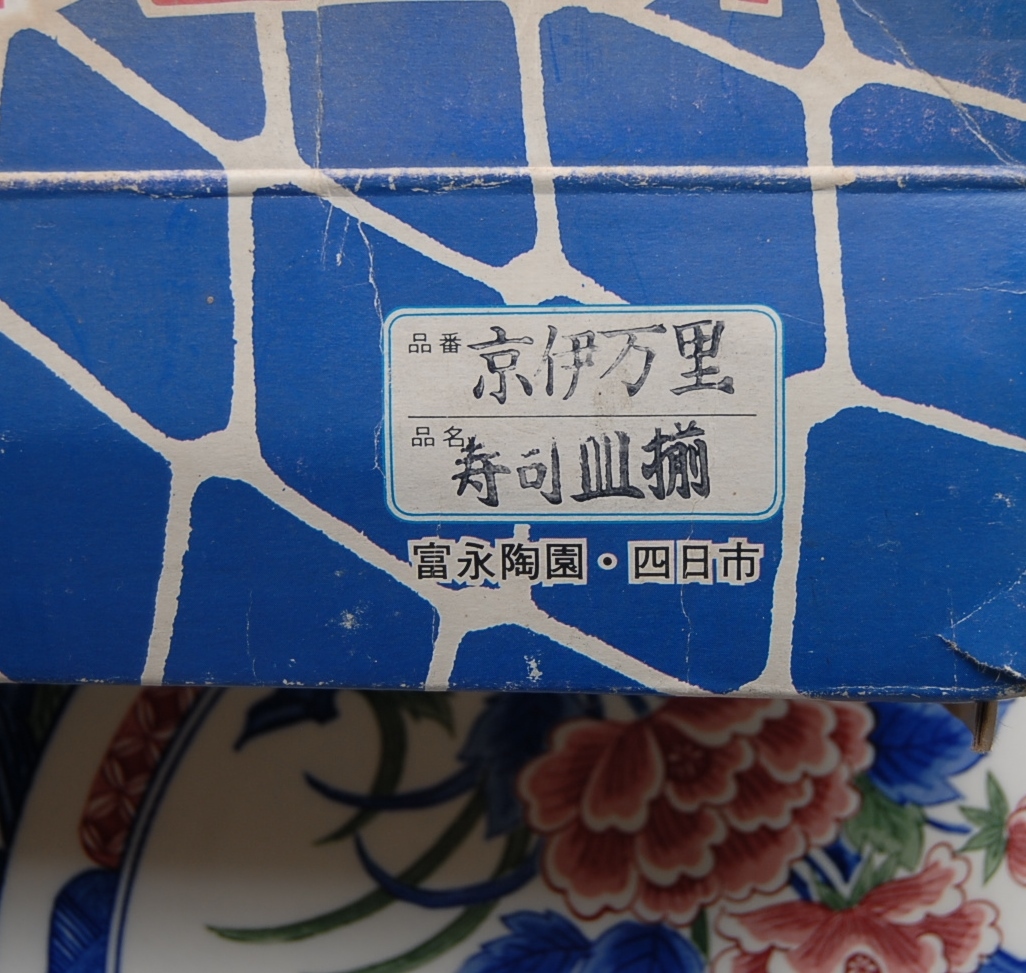 品番 京伊万里
品名 寿司皿揃
富永陶園・四日市